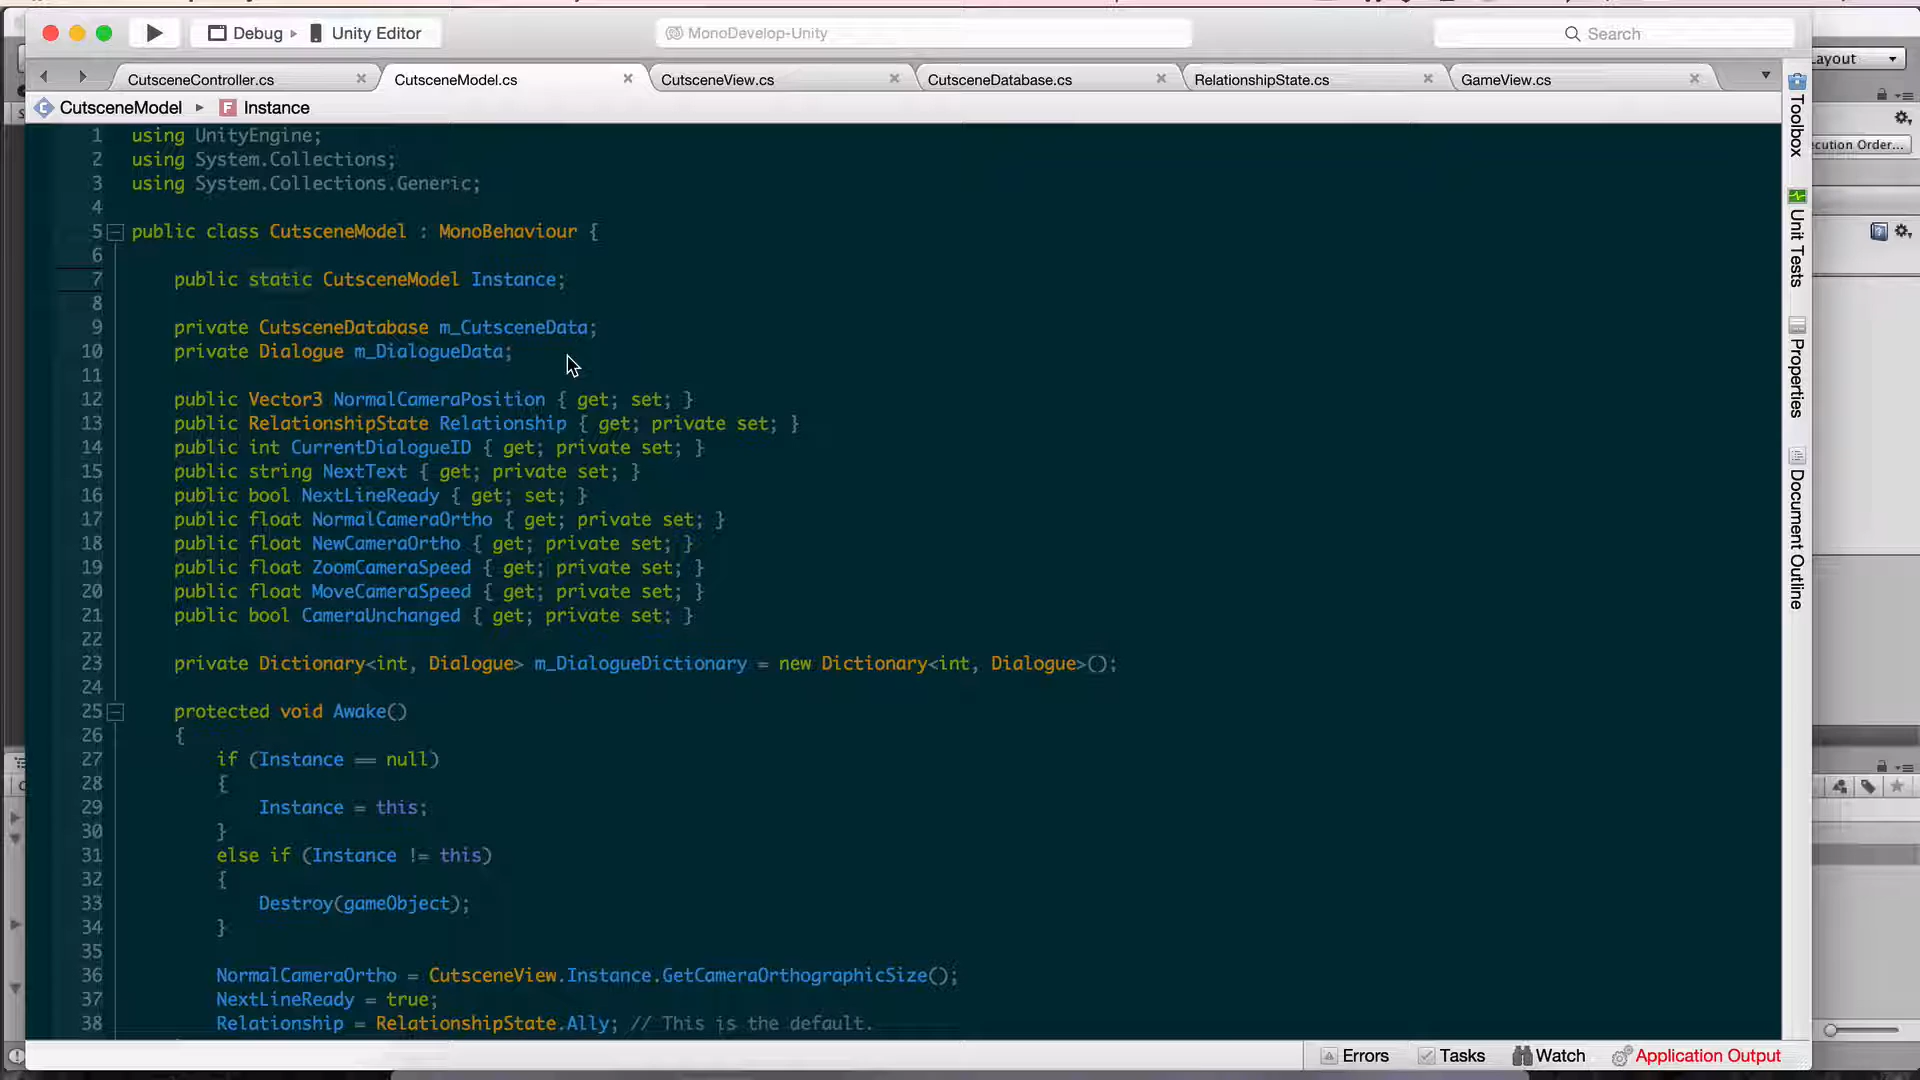 Debug ▸ Unity Editor
MonoDevelop-Unity
Search
Layout
CutsceneController.cs
CutsceneModel.cs
CutsceneView.cs
CutsceneDatabase.cs
RelationshipState.cs
GameView.cs
CutsceneModel ▸ F Instance
1 using UnityEngine;
2 using System.Collections;
3 using System.Collections.Generic;
4
5 public class CutsceneModel : MonoBehaviour {
6
7 public static CutsceneModel Instance;
8
9 private CutsceneDatabase m_CutsceneData;
10 private Dialogue m_DialogueData;
11
12 public Vector3 NormalCameraPosition { get; set; }
13 public RelationshipState Relationship { get; private set; }
14 public int CurrentDialogueID { get; private set; }
15 public string NextText { get; private set; }
16 public bool NextLineReady { get; set; }
17 public float NormalCameraOrtho { get; private set; }
18 public float NewCameraOrtho { get; private set; }
19 public float ZoomCameraSpeed { get; private set; }
20 public float MoveCameraSpeed { get; private set; }
21 public bool CameraUnchanged { get; private set; }
22
23 private Dictionary<int, Dialogue> m_DialogueDictionary = new Dictionary<int, Dialogue>();
24
25 protected void Awake()
26 {
27 if (Instance == null)
28 {
29 Instance = this;
30 }
31 else if (Instance != this)
32 {
33 Destroy(gameObject);
34 }
35
36 NormalCameraOrtho = CutsceneView.Instance.GetCameraOrthographicSize();
37 NextLineReady = true;
38 Relationship = RelationshipState.Ally; // This is the default.
Toolbox
Unit Tests
Properties
Document Outline
cution Order...
Errors
Tasks
Watch
Application Output